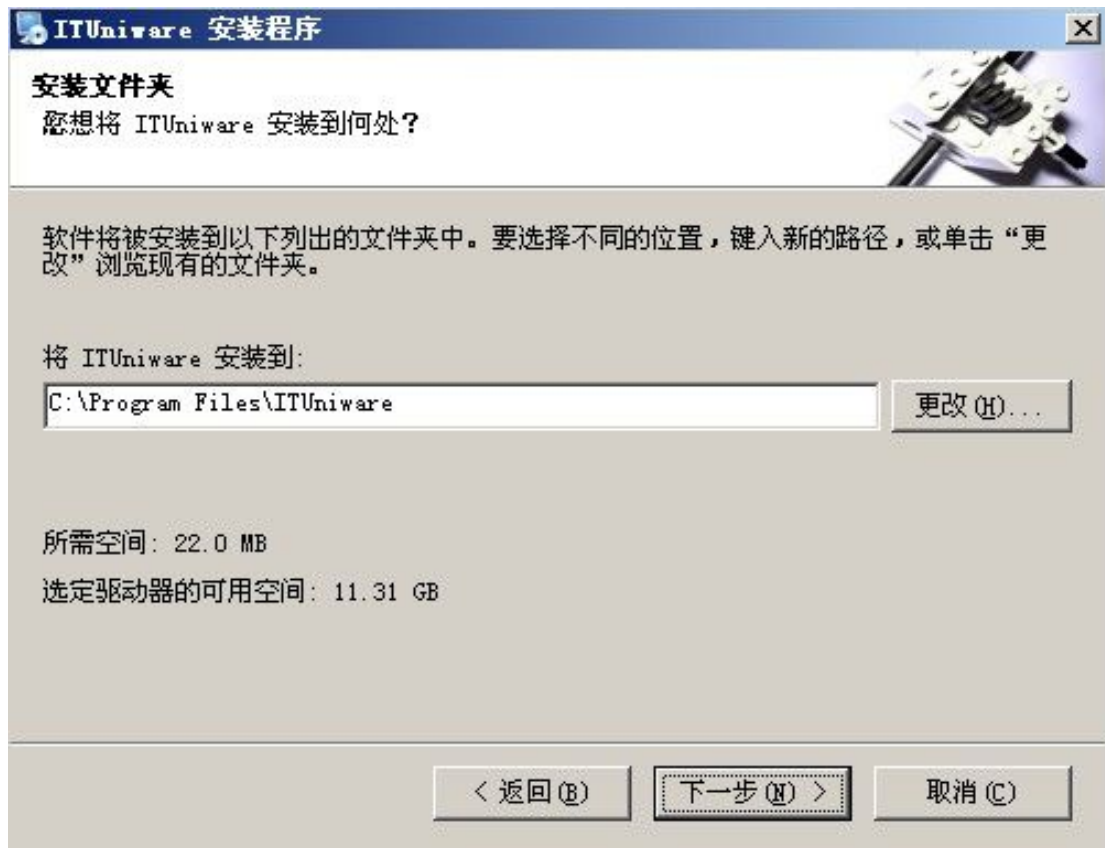 ITUniware 安装程序
安装文件夹
您想将 ITUniware 安装到何处?
软件将被安装到以下列出的文件夹中。要选择不同的位置，键入新的路径，或单击“更
改”浏览现有的文件夹。
将 ITUniware 安装到:
C:\Program Files\ITUniware
更改(H)...
所需空间: 22.0 MB
选定驱动器的可用空间: 11.31 GB
< 返回(B)
下一步(N) >
取消(C)